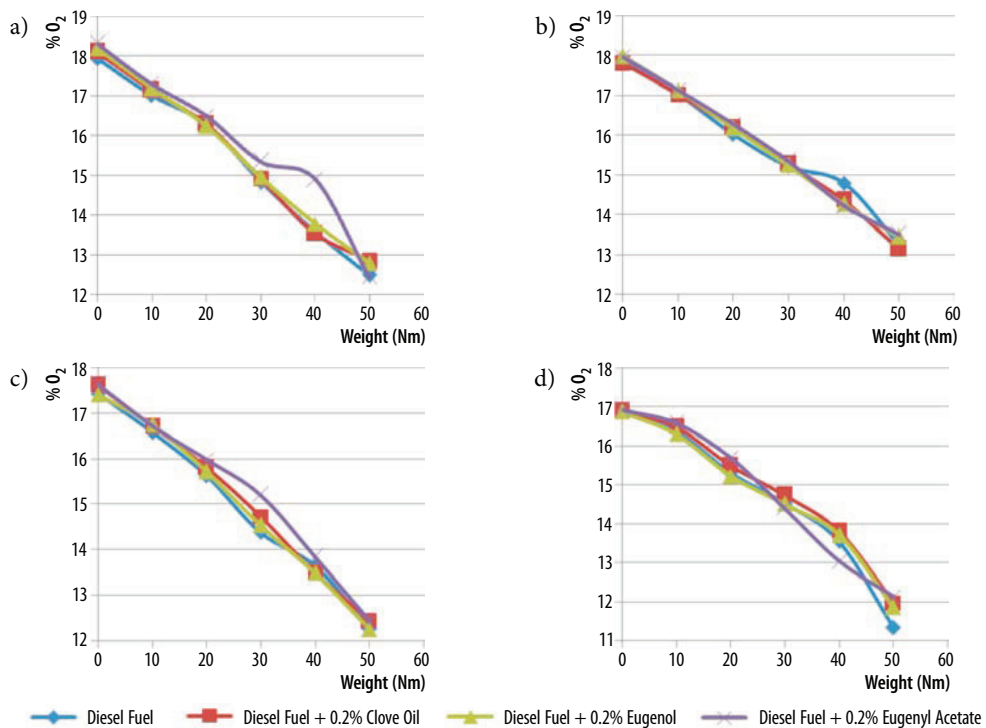 a)
% O2
19
18
17
16
15
14
13
12
0 10 20 30 40 50 60
Weight (Nm)
b)
% O2
19
18
17
16
15
14
13
12
0 10 20 30 40 50 60
Weight (Nm)
c)
% O2
18
17
16
15
14
13
12
0 10 20 30 40 50 60
Weight (Nm)
d)
% O2
18
17
16
15
14
13
12
11
0 10 20 30 40 50 60
Weight (Nm)
Diesel Fuel Diesel Fuel + 0.2% Clove Oil Diesel Fuel + 0.2% Eugenol Diesel Fuel + 0.2% Eugenyl Acetate